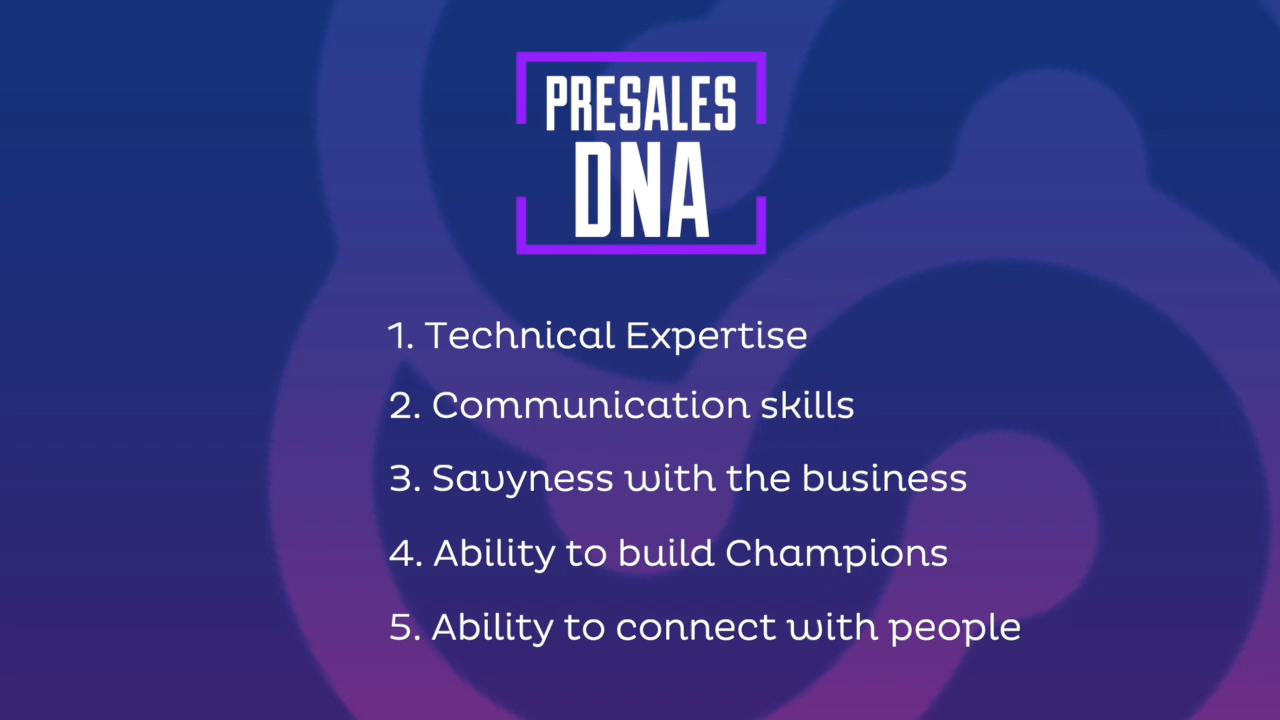 PRESALES
DNA
1. Technical Expertise
2. Communication skills
3. Savyness with the business
4. Ability to build Champions
5. Ability to connect with people